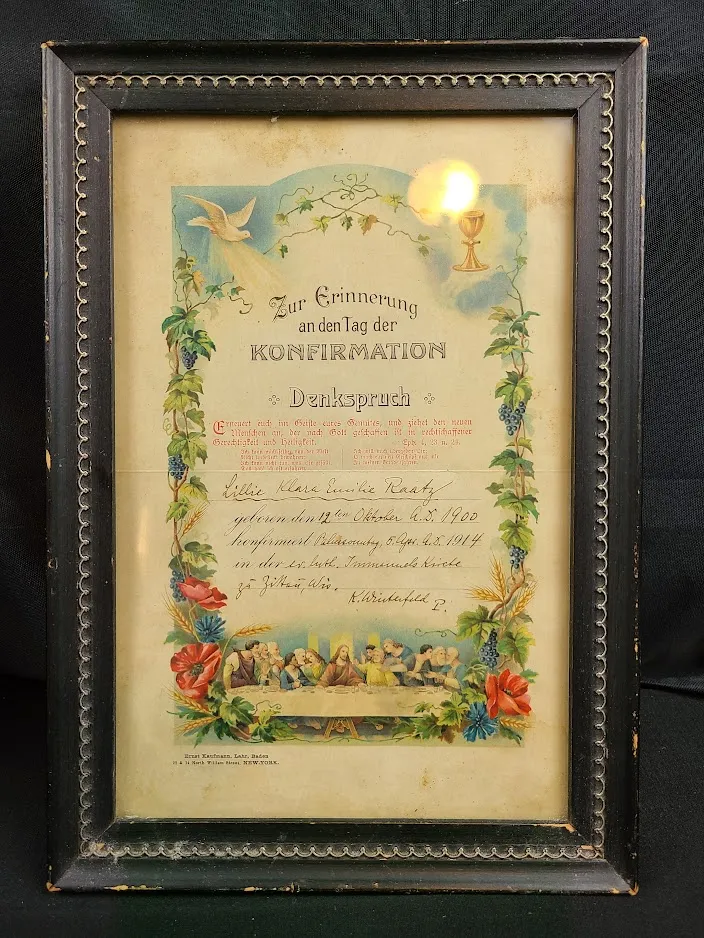 Zur Erinnerung
an den Tag der
KONFIRMATION
Denkspruch
Erneuert euch im Geiste eures Gemütes, und ziehet den neuen
Menschen an, der nach Gott geschaffen ist in rechtschaffener
Gerechtigkeit und Heiligkeit. Eph. 4, 23 u. 24.
Lillie Klara Emilie Raatz
geboren den 12ten Oktober A.D. 1900
konfirmiert Palmsonntag, 5. Apr. A.D. 1914
in der ev. luth. Immanuels Kirche
zu Zittau, Wis.
K. Winterfeld P.
Ernst Kaufmann, Lahr, Baden
22 & 24 North William Street, NEW-YORK.